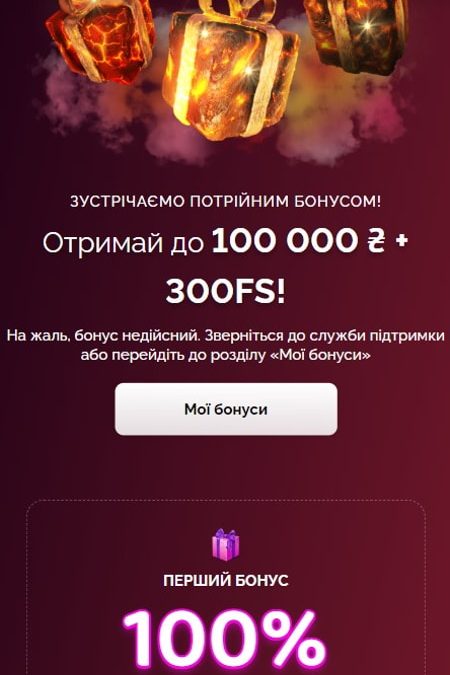 ЗУСТРІЧАЄМО ПОТРІЙНИМ БОНУСОМ!
Отримай до 100 000 ₴ +
300FS!
На жаль, бонус недійсний. Зверніться до служби підтримки
або перейдіть до розділу «Мої бонуси»
Мої бонуси
ПЕРШИЙ БОНУС
100%